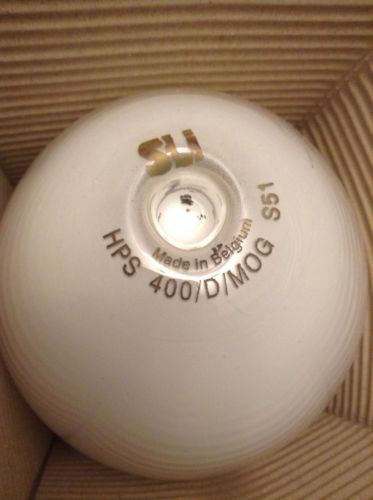 SLi
Made in Belgium
HPS 400/D/MOG S51